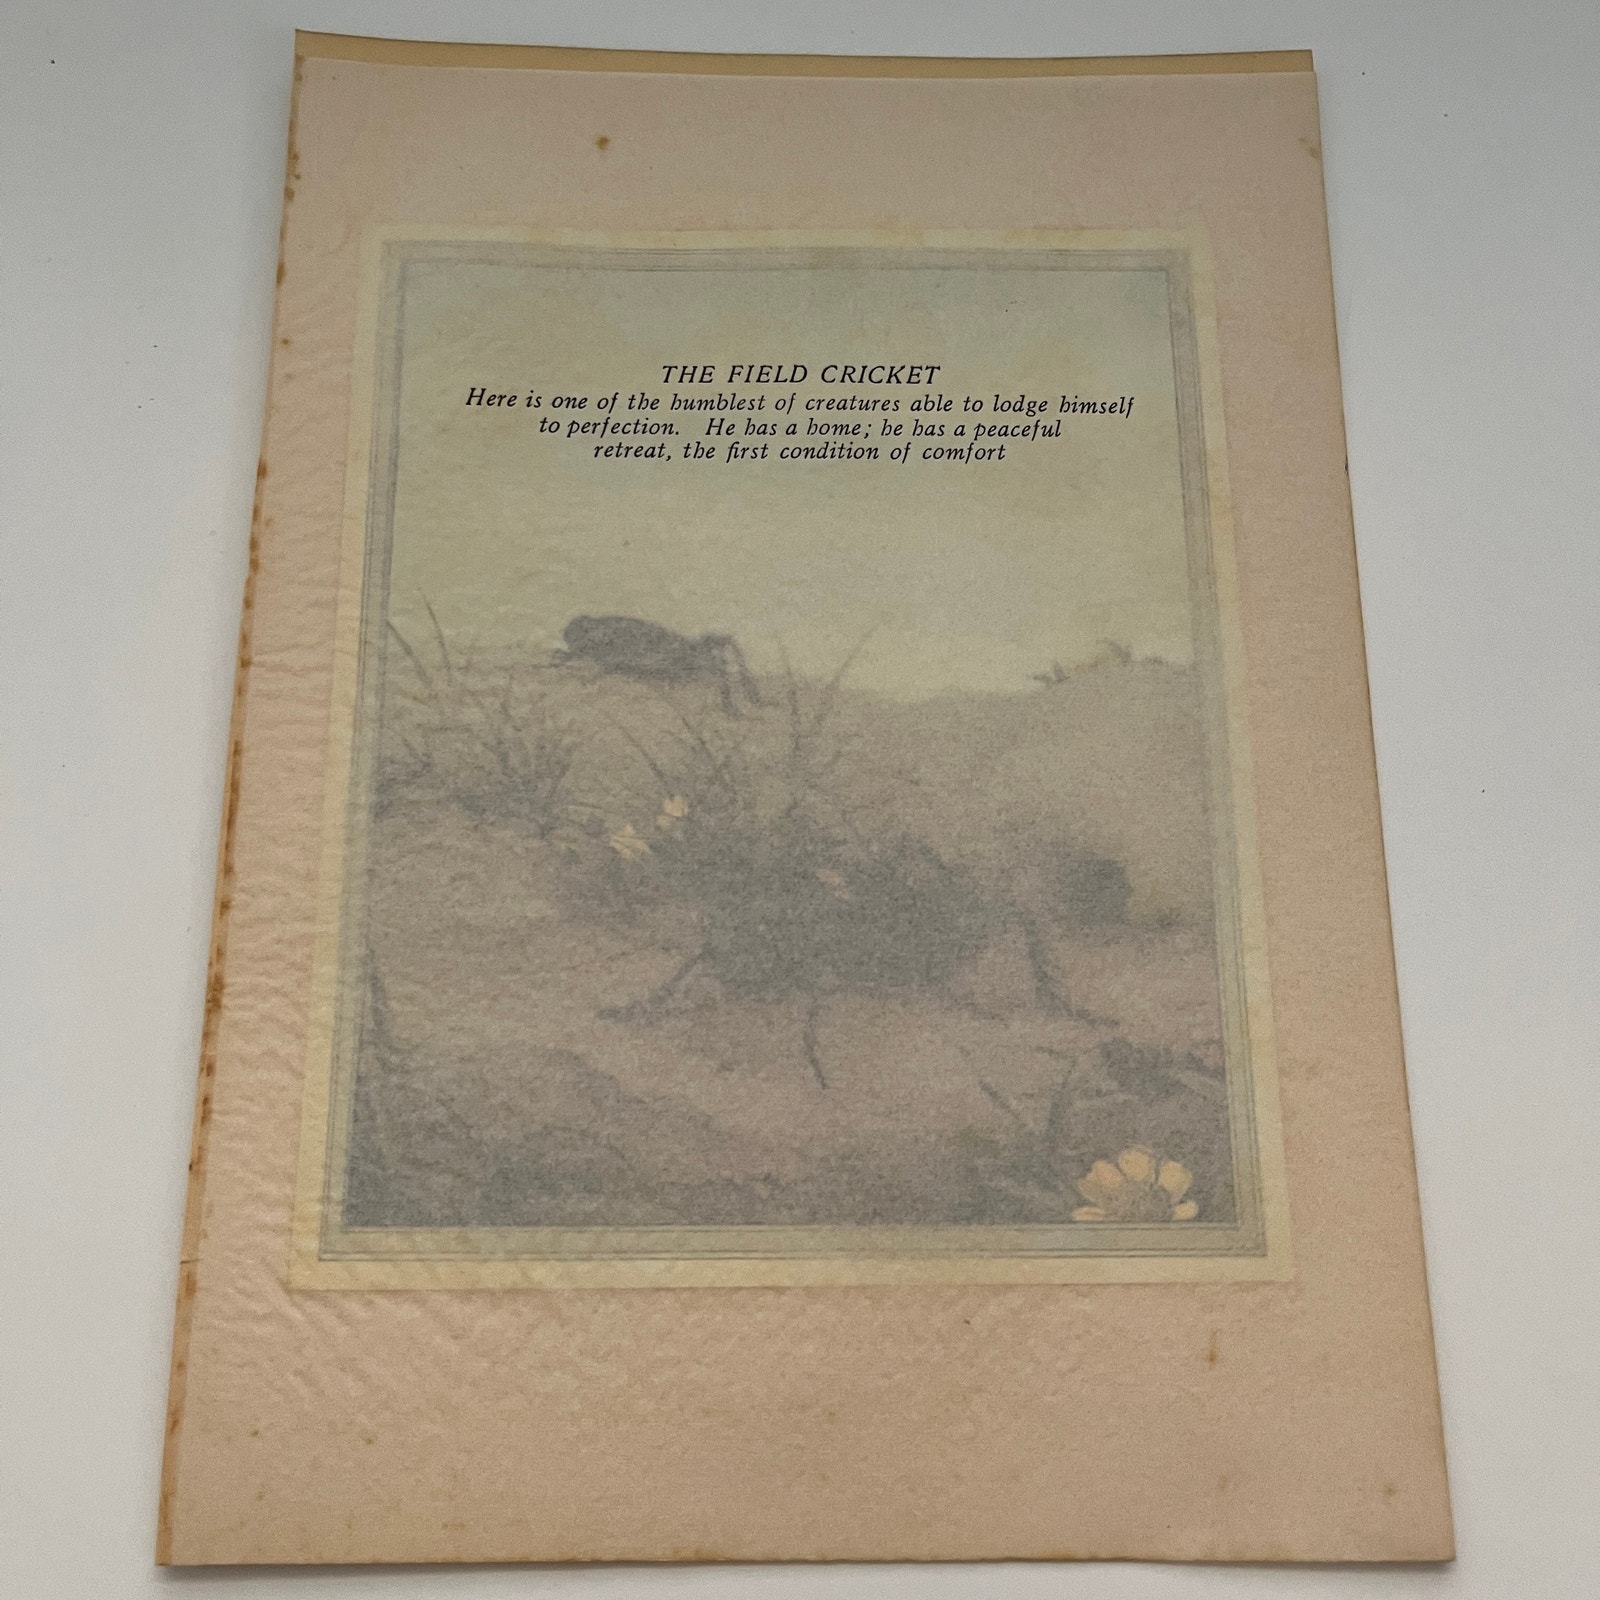 THE FIELD CRICKET
Here is one of the humblest of creatures able to lodge himself
to perfection. He has a home; he has a peaceful
retreat, the first condition of comfort